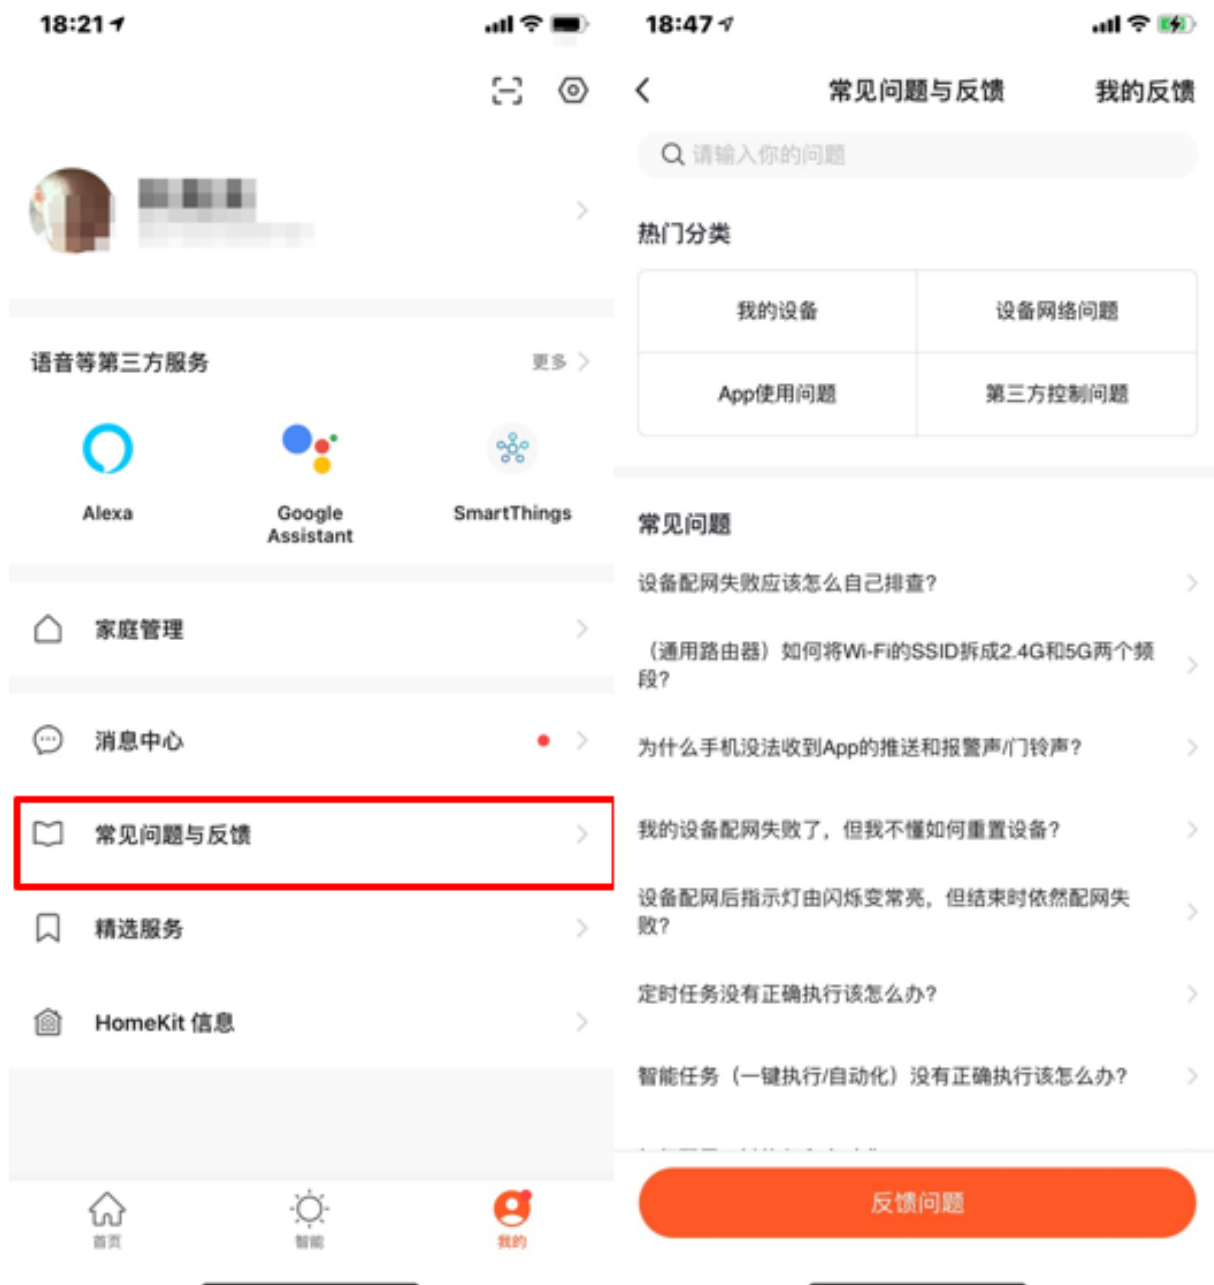 18:21
语音等第三方服务
更多
Alexa
Google
Assistant
SmartThings
家庭管理
消息中心
常见问题与反馈
精选服务
HomeKit 信息
首页
智能
我的
18:47
常见问题与反馈
我的反馈
请输入你的问题
热门分类
我的设备
设备网络问题
App使用问题
第三方控制问题
常见问题
设备配网失败应该怎么自己排查?
（通用路由器）如何将Wi-Fi的SSID拆成2.4G和5G两个频
段?
为什么手机没法收到App的推送和报警声/门铃声?
我的设备配网失败了，但我不懂如何重置设备?
设备配网后指示灯由闪烁变常亮，但结束时依然配网失
败?
定时任务没有正确执行该怎么办?
智能任务（一键执行/自动化）没有正确执行该怎么办?
反馈问题